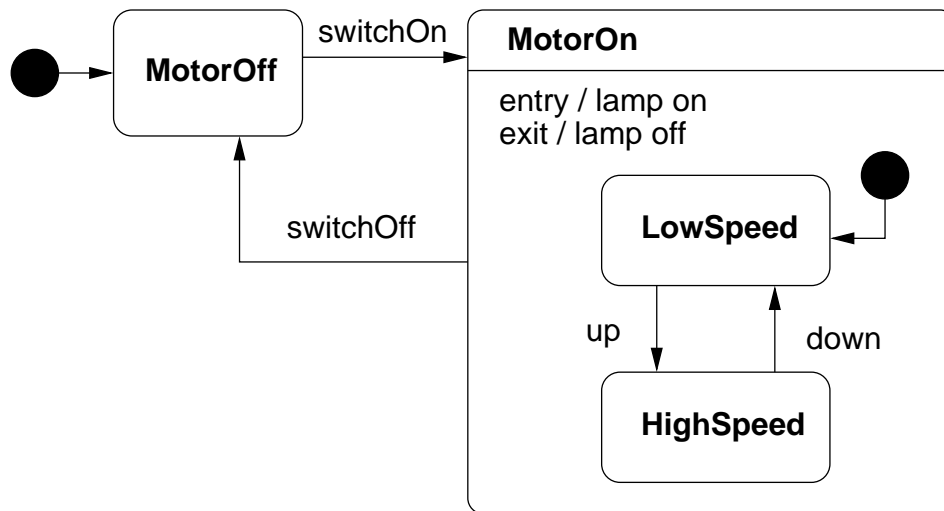 switchOn
MotorOff
MotorOn
entry / lamp on
exit / lamp off
switchOff
LowSpeed
up
down
HighSpeed